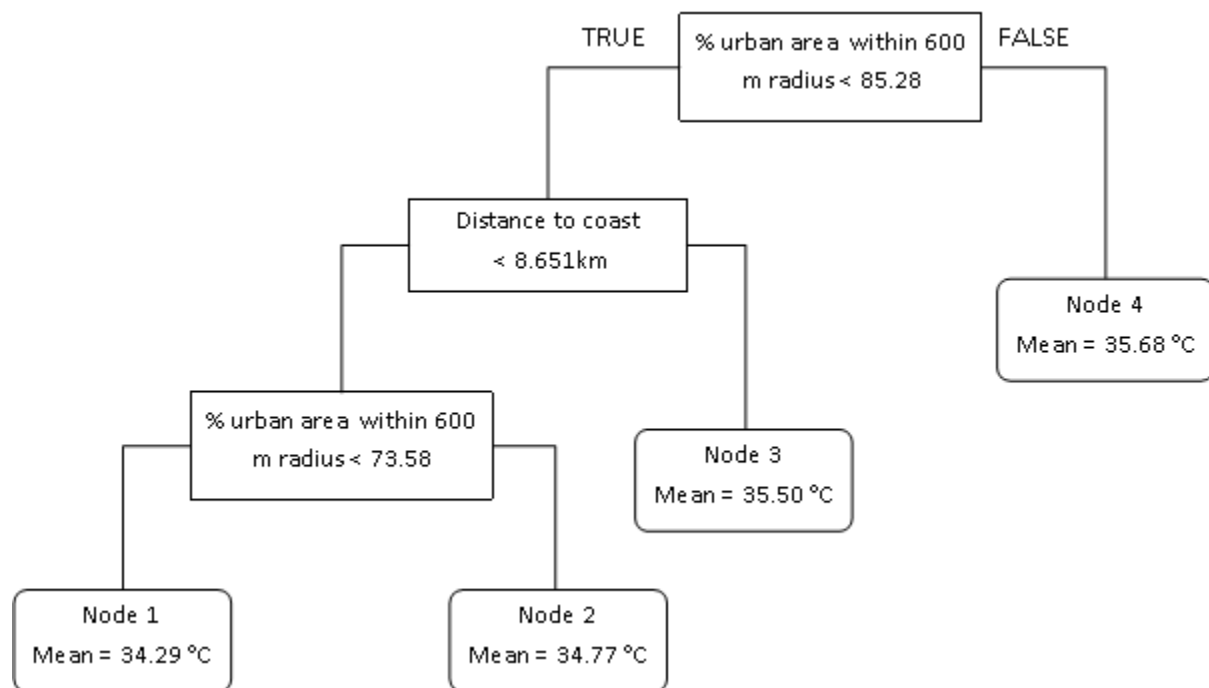 TRUE
% urban area within 600
m radius < 85.28
FALSE
Distance to coast
< 8.651km
Node 4
Mean = 35.68 °C
% urban area within 600
m radius < 73.58
Node 3
Mean = 35.50 °C
Node 1
Mean = 34.29 °C
Node 2
Mean = 34.77 °C